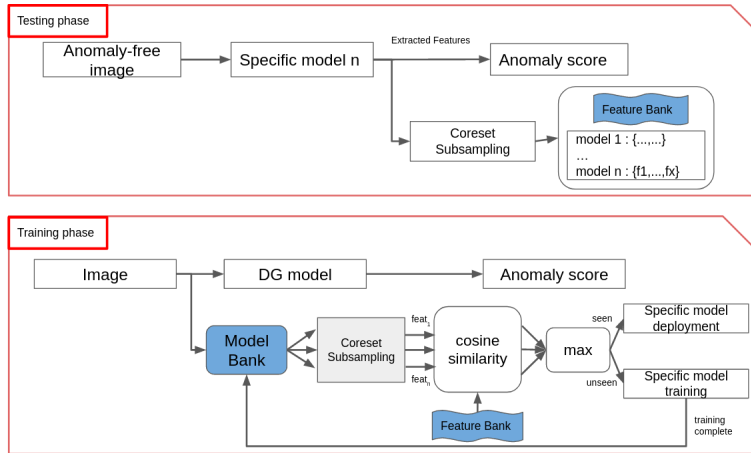 Testing phase
Anomaly-free
image
Specific model n
Extracted Features
Anomaly score
Coreset
Subsampling
Feature Bank
model 1 : {...,...}
...
model n : {f1,...,fx}
Training phase
Image
DG model
Anomaly score
Model
Bank
Coreset
Subsampling
feat_1
feat_n
cosine
similarity
Feature Bank
max
seen
unseen
Specific model
deployment
Specific model
training
training
complete